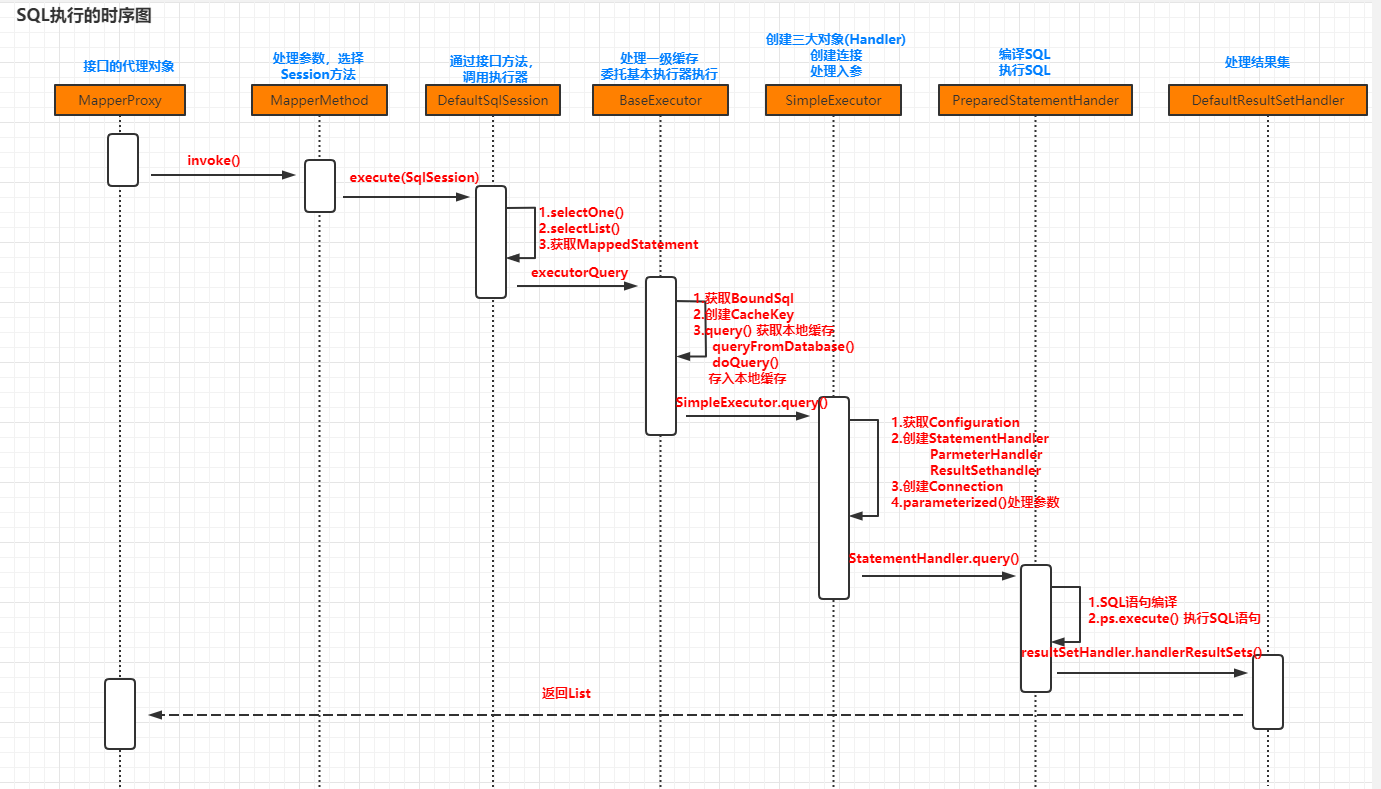 SQL执行的时序图
接口的代理对象
处理参数，选择
Session方法
通过接口方法，
调用执行器
处理一级缓存
委托基本执行器执行
创建三大对象(Handler)
创建连接
处理入参
编译SQL
执行SQL
处理结果集
MapperProxy
MapperMethod
DefaultSqlSession
BaseExecutor
SimpleExecutor
PreparedStatementHander
DefaultResultSetHandler
invoke()
execute(SqlSession)
1.selectOne()
2.selectList()
3.获取MappedStatement
executorQuery
1.获取BoundSql
2.创建CacheKey
3.query() 获取本地缓存
queryFromDatabase()
doQuery()
存入本地缓存
SimpleExecutor.query()
1.获取Configuration
2.创建StatementHandler
ParmeterHandler
ResultSethandler
3.创建Connection
4.parameterized()处理参数
StatementHandler.query()
1.SQL语句编译
2.ps.execute() 执行SQL语句
resultSetHandler.handlerResultSets()
返回List